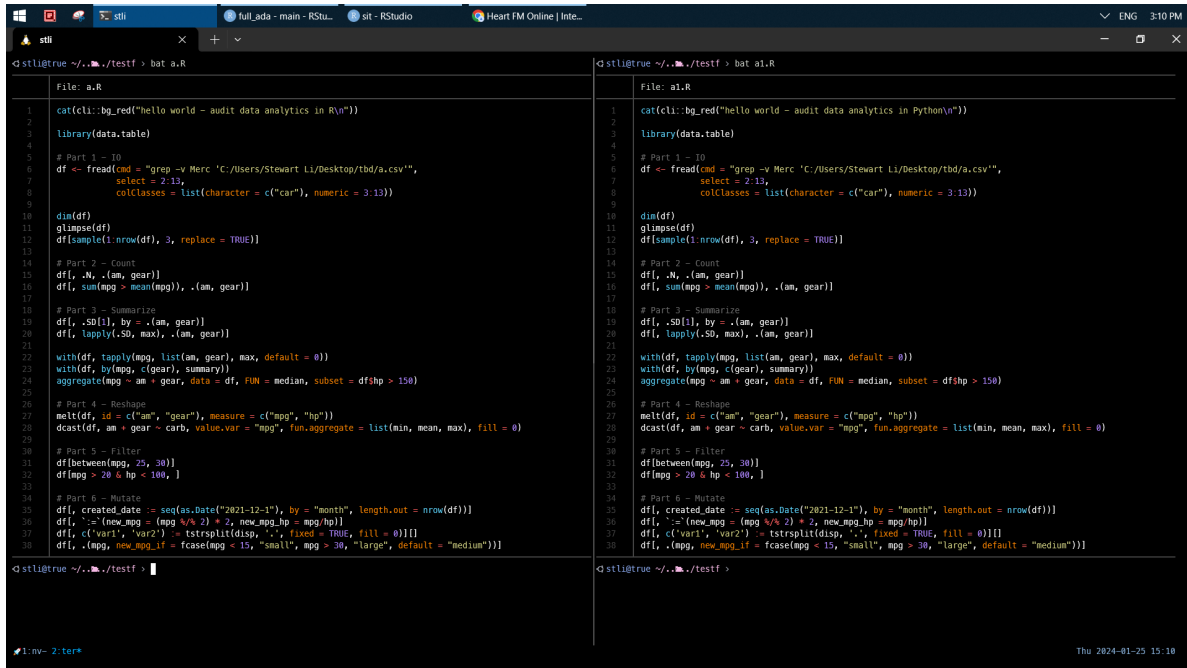 stli
full_ada - main - RStu...
sit - RStudio
Heart FM Online | Inte...
ENG 3:10 PM
stli
stli@true ~/.../testf > bat a.R
File: a.R
1 cat(cli::bg_red("hello world - audit data analytics in R\n"))
2
3 library(data.table)
4
5 # Part 1 - IO
6 df <- fread(cmd = "grep -v Merc 'C:/Users/Stewart Li/Desktop/tbd/a.csv'",
7 select = 2:13,
8 colClasses = list(character = c("car"), numeric = 3:13))
9
10 dim(df)
11 glimpse(df)
12 df[sample(1:nrow(df), 3, replace = TRUE)]
13
14 # Part 2 - Count
15 df[, .N, .(am, gear)]
16 df[, sum(mpg > mean(mpg)), .(am, gear)]
17
18 # Part 3 - Summarize
19 df[, .SD[1], by = .(am, gear)]
20 df[, lapply(.SD, max), .(am, gear)]
21
22 with(df, tapply(mpg, list(am, gear), max, default = 0))
23 with(df, by(mpg, c(gear), summary))
24 aggregate(mpg ~ am + gear, data = df, FUN = median, subset = df$hp > 150)
25
26 # Part 4 - Reshape
27 melt(df, id = c("am", "gear"), measure = c("mpg", "hp"))
28 dcast(df, am + gear ~ carb, value.var = "mpg", fun.aggregate = list(min, mean, max), fill = 0)
29
30 # Part 5 - Filter
31 df[between(mpg, 25, 30)]
32 df[mpg > 20 & hp < 100, ]
33
34 # Part 6 - Mutate
35 df[, created_date := seq(as.Date("2021-12-1"), by = "month", length.out = nrow(df))]
36 df[, `:=`(new_mpg = (mpg %/% 2) * 2, new_mpg_hp = mpg/hp)]
37 df[, c('var1', 'var2') := tstrsplit(disp, '.', fixed = TRUE, fill = 0)][]
38 df[, .(mpg, new_mpg_if = fcase(mpg < 15, "small", mpg > 30, "large", default = "medium"))]
stli@true ~/.../testf >
stli@true ~/.../testf > bat a1.R
File: a1.R
1 cat(cli::bg_red("hello world - audit data analytics in Python\n"))
2
3 library(data.table)
4
5 # Part 1 - IO
6 df <- fread(cmd = "grep -v Merc 'C:/Users/Stewart Li/Desktop/tbd/a.csv'",
7 select = 2:13,
8 colClasses = list(character = c("car"), numeric = 3:13))
9
10 dim(df)
11 glimpse(df)
12 df[sample(1:nrow(df), 3, replace = TRUE)]
13
14 # Part 2 - Count
15 df[, .N, .(am, gear)]
16 df[, sum(mpg > mean(mpg)), .(am, gear)]
17
18 # Part 3 - Summarize
19 df[, .SD[1], by = .(am, gear)]
20 df[, lapply(.SD, max), .(am, gear)]
21
22 with(df, tapply(mpg, list(am, gear), max, default = 0))
23 with(df, by(mpg, c(gear), summary))
24 aggregate(mpg ~ am + gear, data = df, FUN = median, subset = df$hp > 150)
25
26 # Part 4 - Reshape
27 melt(df, id = c("am", "gear"), measure = c("mpg", "hp"))
28 dcast(df, am + gear ~ carb, value.var = "mpg", fun.aggregate = list(min, mean, max), fill = 0)
29
30 # Part 5 - Filter
31 df[between(mpg, 25, 30)]
32 df[mpg > 20 & hp < 100, ]
33
34 # Part 6 - Mutate
35 df[, created_date := seq(as.Date("2021-12-1"), by = "month", length.out = nrow(df))]
36 df[, `:=`(new_mpg = (mpg %/% 2) * 2, new_mpg_hp = mpg/hp)]
37 df[, c('var1', 'var2') := tstrsplit(disp, '.', fixed = TRUE, fill = 0)][]
38 df[, .(mpg, new_mpg_if = fcase(mpg < 15, "small", mpg > 30, "large", default = "medium"))]
stli@true ~/.../testf >
1:nv- 2:ter*
Thu 2024-01-25 15:10